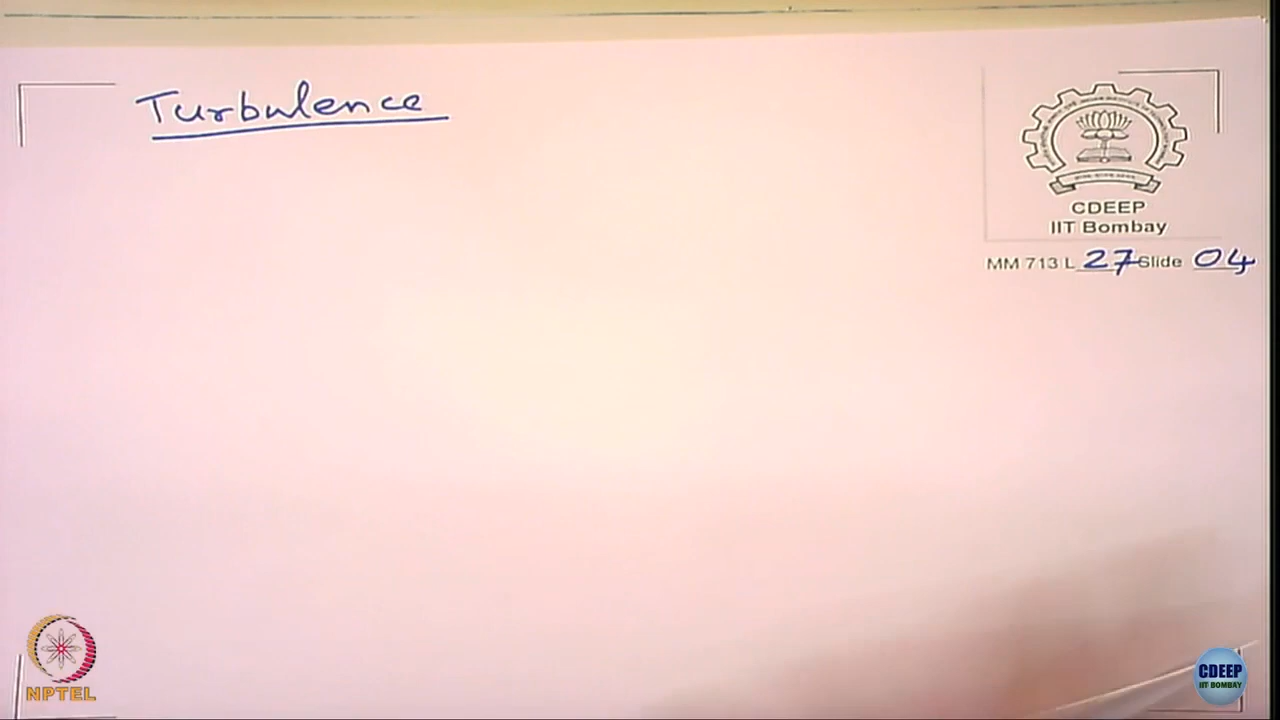 Turbulence
CDEEP
IIT Bombay
MM 713 L 27 Slide 04
NPTEL
CDEEP
IIT BOMBAY